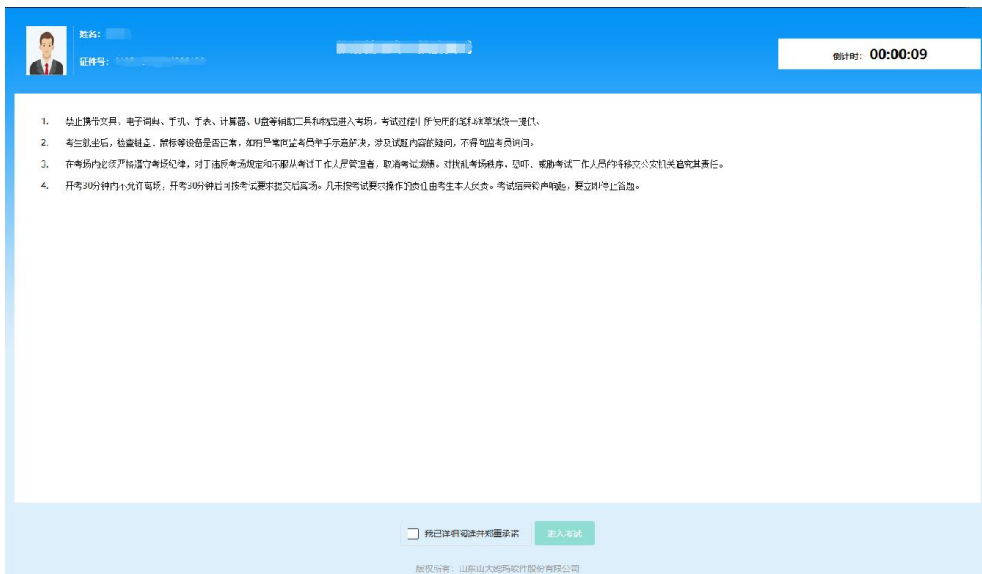 姓名：
证件号：
倒计时： 00:00:09
1. 禁止携带文具、电子词典、手机、手表、计算器、U盘等辅助工具和物品进入考场，考试过程中所使用的笔和草稿纸统一提供。
2. 考生就坐后，检查键盘、鼠标等设备是否正常，如有异常向监考员举手示意解决，涉及试题内容的疑问，不得向监考员询问。
3. 在考场内必须严格遵守考场纪律，对于违反考场规定和不服从考试工作人员管理者，取消考试成绩。对扰乱考场秩序、恐吓、威胁考试工作人员的将移交公安机关追究其责任。
4. 开考30分钟内不允许离场；开考30分钟后可按考试要求提交后离场。凡未按考试要求操作的责任由考生本人负责。考试结束铃声响起，要立即停止答题。
我已详细阅读并郑重承诺 进入考试
版权所有：山东山大鸥玛软件股份有限公司